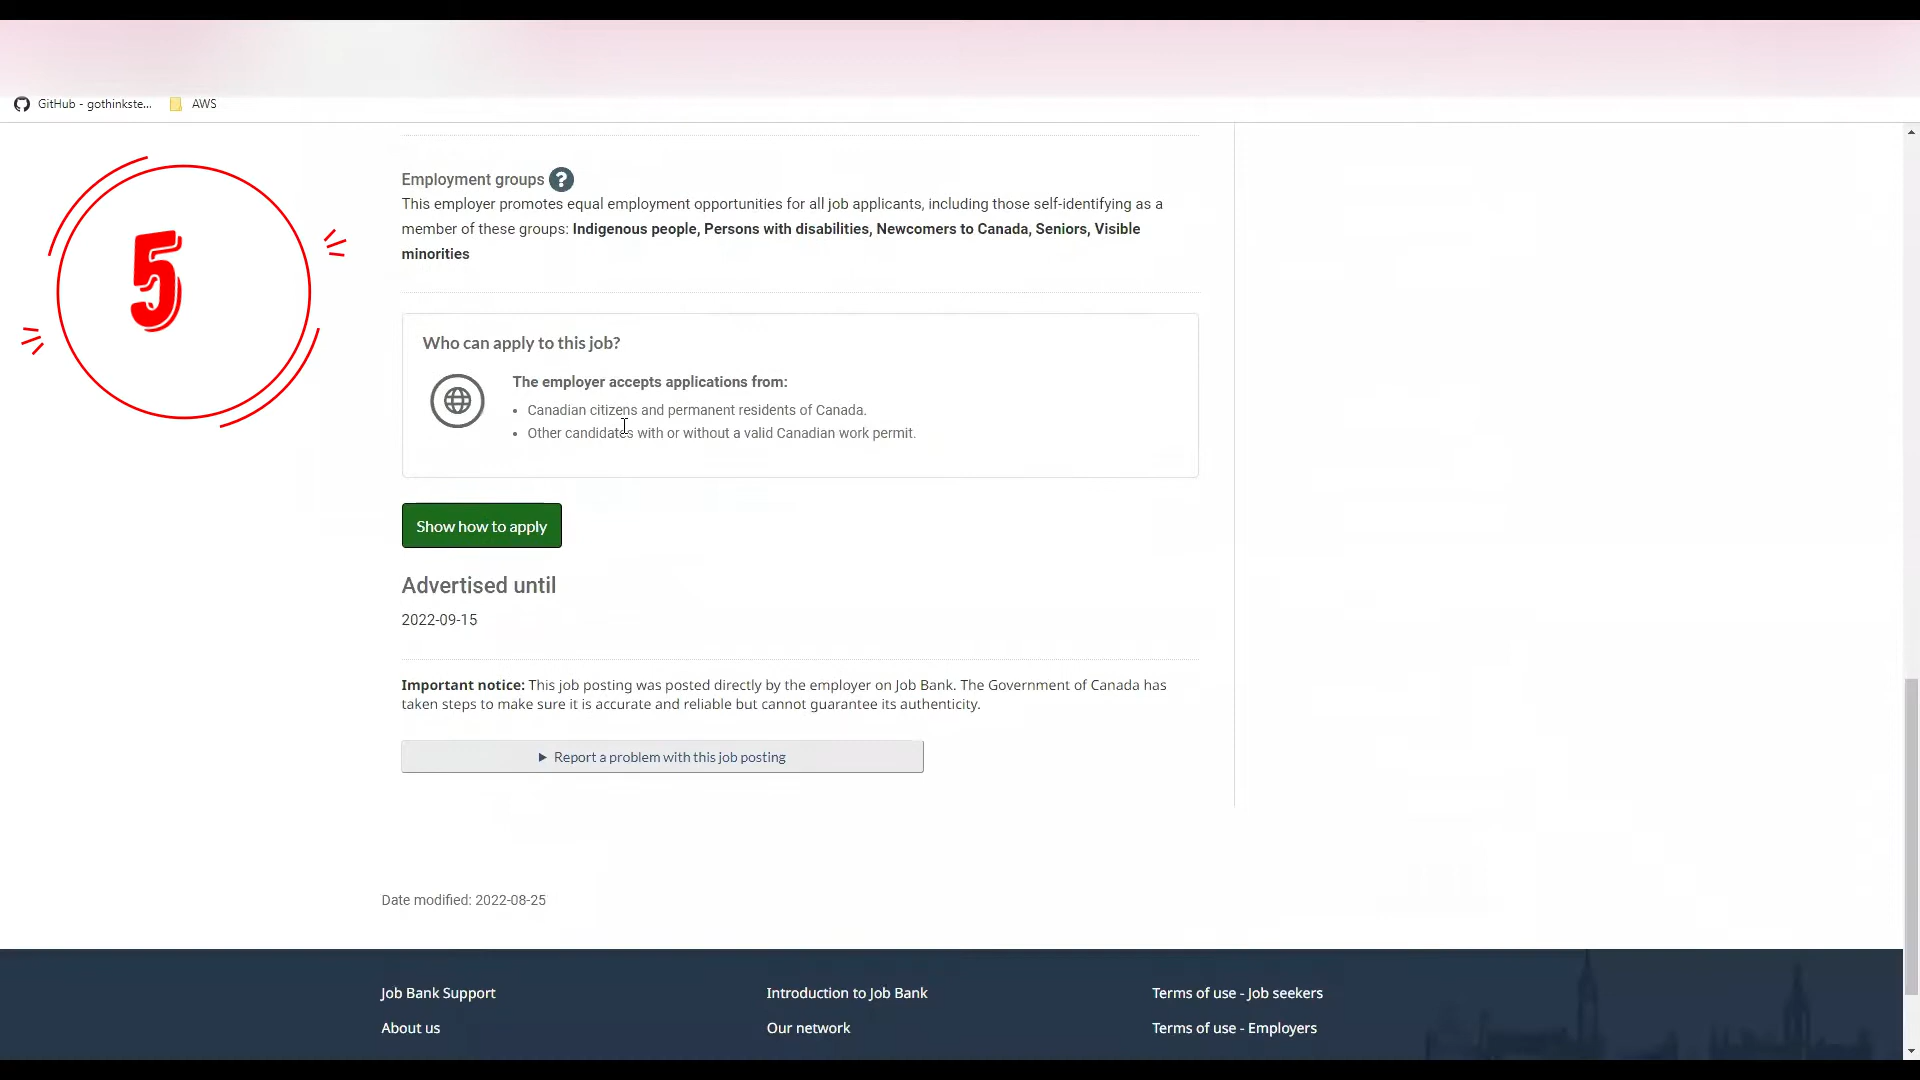 GitHub - gothinkste... AWS
5
Employment groups ?
This employer promotes equal employment opportunities for all job applicants, including those self-identifying as a
member of these groups: Indigenous people, Persons with disabilities, Newcomers to Canada, Seniors, Visible
minorities
Who can apply to this job?
The employer accepts applications from:
• Canadian citizens and permanent residents of Canada.
• Other candidates with or without a valid Canadian work permit.
Show how to apply
Advertised until
2022-09-15
Important notice: This job posting was posted directly by the employer on Job Bank. The Government of Canada has
taken steps to make sure it is accurate and reliable but cannot guarantee its authenticity.
Report a problem with this job posting
Date modified: 2022-08-25
Job Bank Support Introduction to Job Bank Terms of use - Job seekers
About us Our network Terms of use - Employers